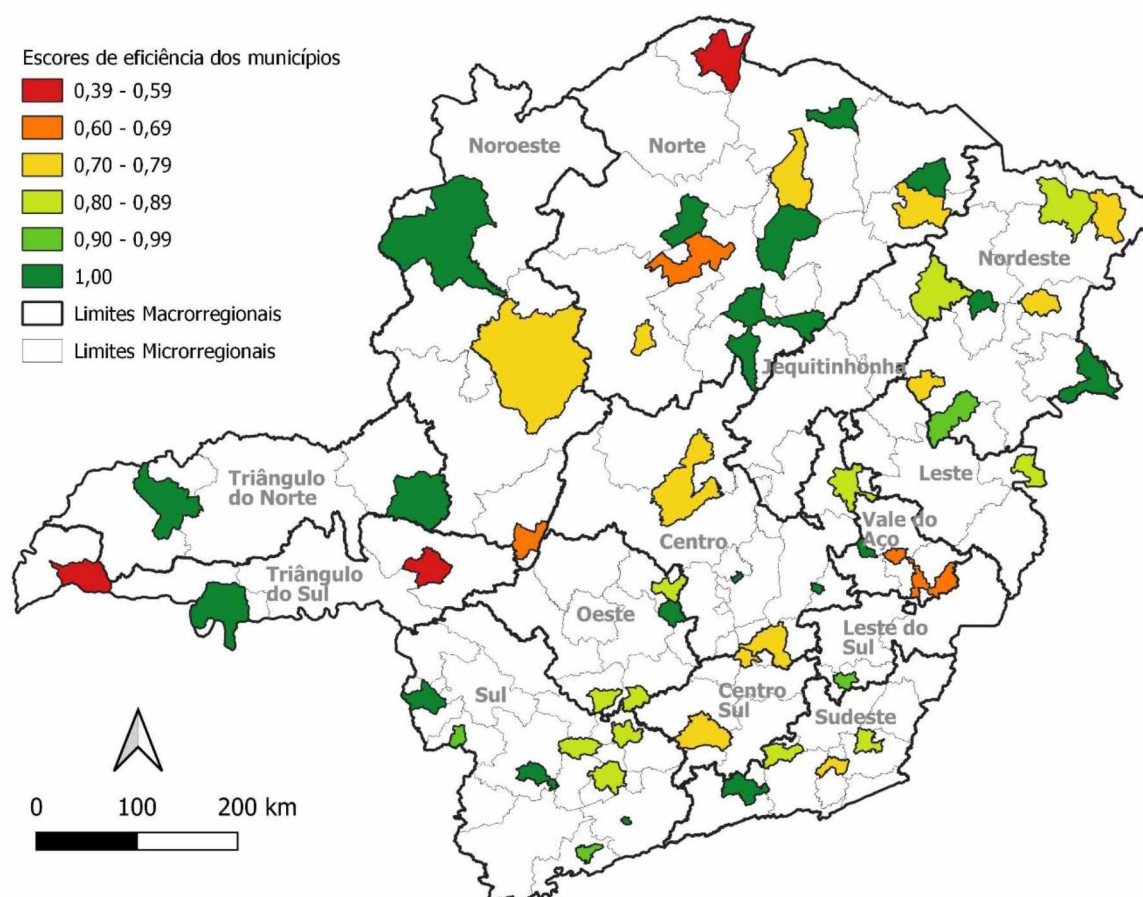 Escores de eficiência dos municípios
0,39 - 0,59
0,60 - 0,69
0,70 - 0,79
0,80 - 0,89
0,90 - 0,99
1,00
Limites Macrorregionais
Limites Microrregionais
Noroeste
Norte
Nordeste
Jequitinhonha
Triângulo
do Norte
Leste
Vale do
Aço
Centro
Triângulo
do Sul
Oeste
Leste do
Sul
Sul
Centro
Sul
Sudeste
0 100 200 km